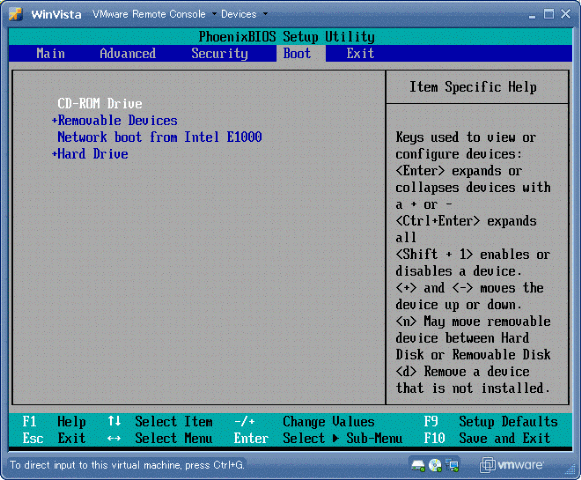 WinVista VMware Remote Console Devices
PhoenixBIOS Setup Utility
Main Advanced Security Boot Exit
Item Specific Help
CD-ROM Drive
+Removable Devices
Network boot from Intel E1000
+Hard Drive
Keys used to view or
configure devices:
<Enter> expands or
collapses devices with
a + or -
<Ctrl+Enter> expands
all
<Shift + 1> enables or
disables a device.
<+> and <-> moves the
device up or down.
<n> May move removable
device between Hard
Disk or Removable Disk
<d> Remove a device
that is not installed.
F1 Help ↑↓ Select Item -/+ Change Values F9 Setup Defaults
Esc Exit ↔ Select Menu Enter Select ▶ Sub-Menu F10 Save and Exit
To direct input to this virtual machine, press Ctrl+G.
vmware